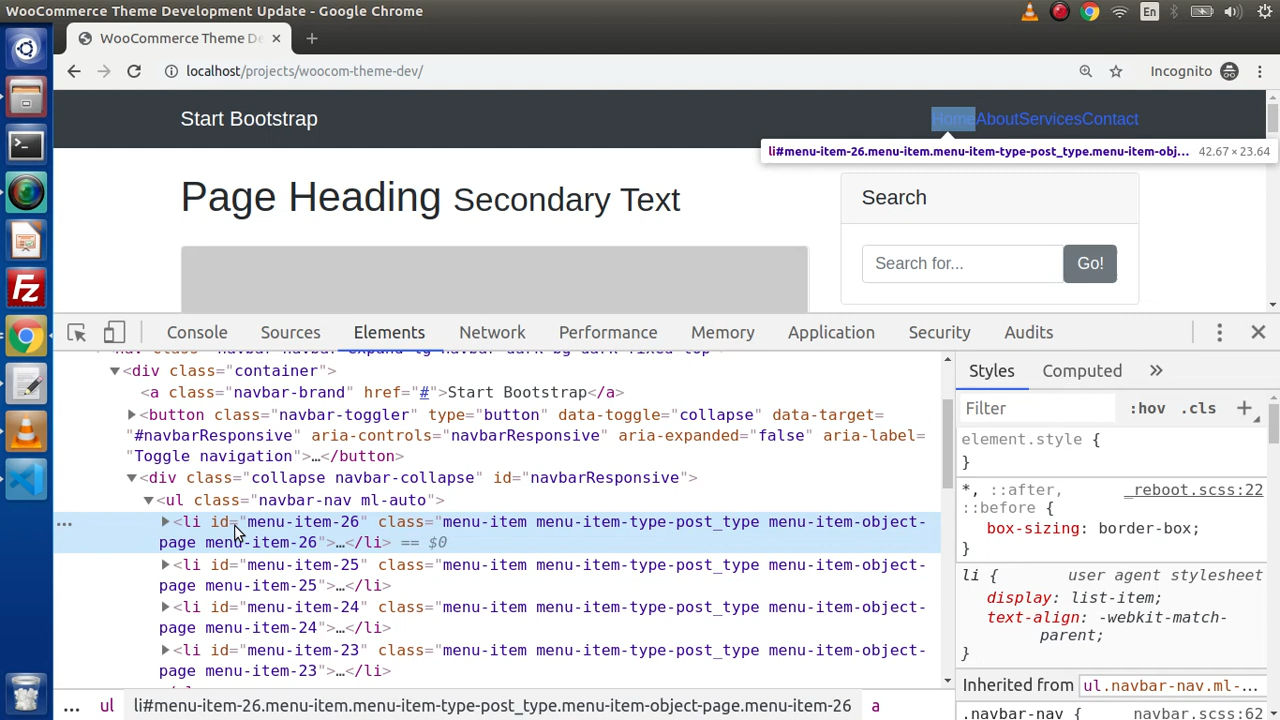 WooCommerce Theme Development Update - Google Chrome
En
WooCommerce Theme De
localhost/projects/woocom-theme-dev/
Incognito
Start Bootstrap
HomeAboutServicesContact
li#menu-item-26.menu-item.menu-item-type-post_type.menu-item-obj... 42.67 × 23.64
Page Heading Secondary Text
Search
Search for...
Go!
Console Sources Elements Network Performance Memory Application Security Audits
<div class="container">
<a class="navbar-brand" href="#">Start Bootstrap</a>
<button class="navbar-toggler" type="button" data-toggle="collapse" data-target=
"#navbarResponsive" aria-controls="navbarResponsive" aria-expanded="false" aria-label=
"Toggle navigation">…</button>
<div class="collapse navbar-collapse" id="navbarResponsive">
<ul class="navbar-nav ml-auto">
<li id="menu-item-26" class="menu-item menu-item-type-post_type menu-item-object-
page menu-item-26">…</li> == $0
<li id="menu-item-25" class="menu-item menu-item-type-post_type menu-item-object-
page menu-item-25">…</li>
<li id="menu-item-24" class="menu-item menu-item-type-post_type menu-item-object-
page menu-item-24">…</li>
<li id="menu-item-23" class="menu-item menu-item-type-post_type menu-item-object-
page menu-item-23">…</li>
... ul li#menu-item-26.menu-item.menu-item-type-post_type.menu-item-object-page.menu-item-26 a
Styles Computed »
Filter :hov .cls +
element.style {
}
*, ::after, _reboot.scss:22
::before {
box-sizing: border-box;
}
li { user agent stylesheet
display: list-item;
text-align: -webkit-match-
parent;
}
Inherited from ul.navbar-nav.ml-...
.navbar-nav _nav.scss:62